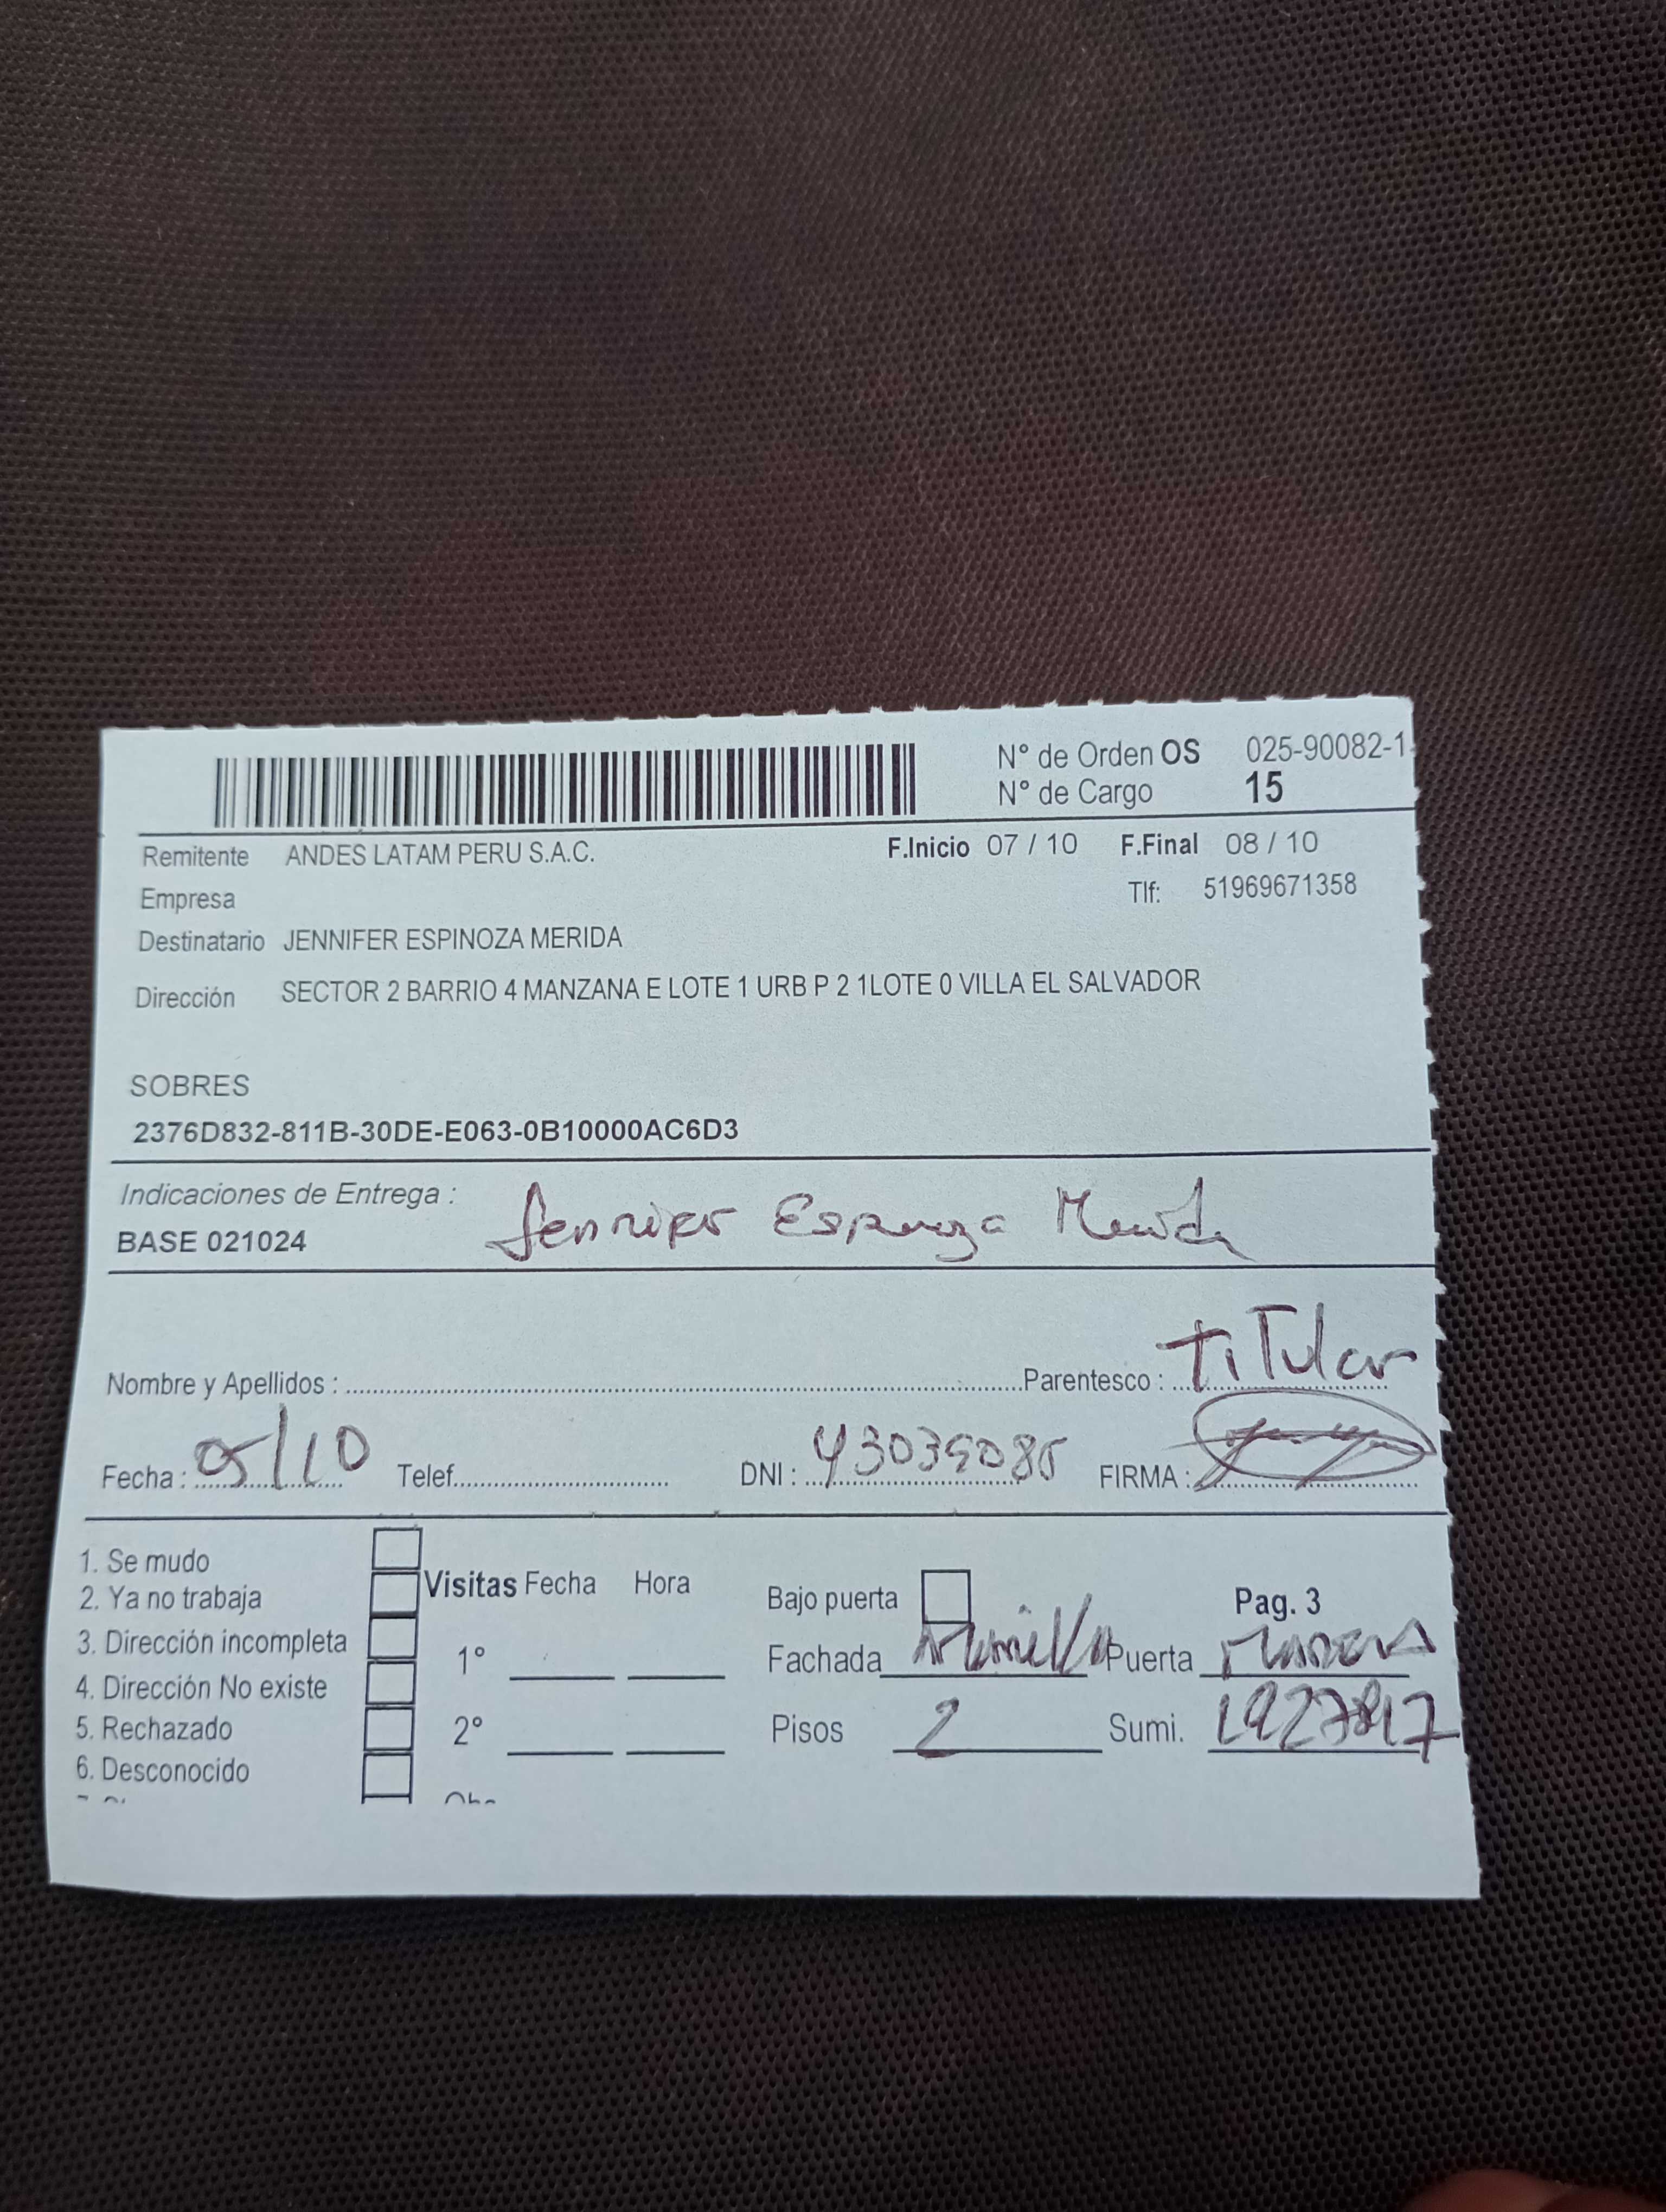 N° de Orden OS 025-90082-1
N° de Cargo 15
Remitente ANDES LATAM PERU S.A.C. F.Inicio 07 / 10 F.Final 08 / 10
Empresa Tlf: 51969671358
Destinatario JENNIFER ESPINOZA MERIDA
Dirección SECTOR 2 BARRIO 4 MANZANA E LOTE 1 URB P 2 1LOTE 0 VILLA EL SALVADOR
SOBRES
2376D832-811B-30DE-E063-0B10000AC6D3
Indicaciones de Entrega : Jennifer Espinoza Merida
BASE 021024
Nombre y Apellidos : Parentesco : Titular
Fecha : 05/10 Telef. DNI : 43035085 FIRMA :
1. Se mudo
2. Ya no trabaja
3. Dirección incompleta
4. Dirección No existe
5. Rechazado
6. Desconocido
Visitas Fecha Hora
1°
2°
Bajo puerta Pag. 3
Fachada Puerta
Pisos 2 Sumi.